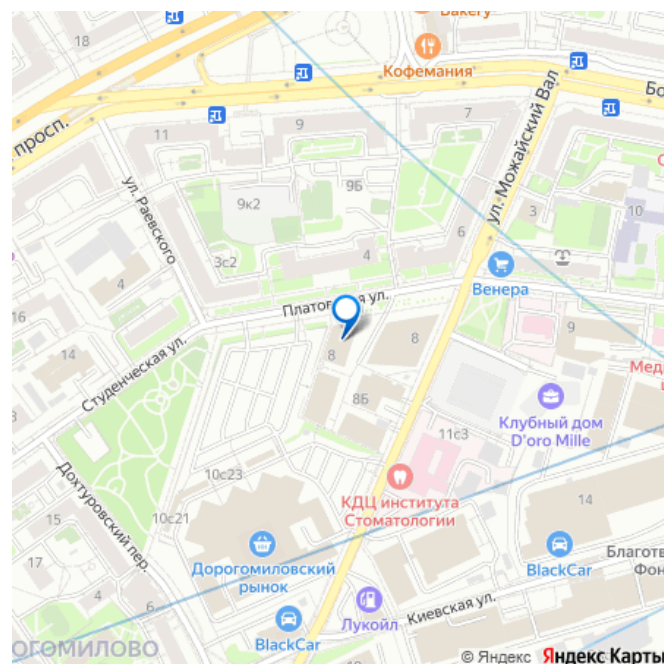 Bakery
18
Кофемания
Бо
просп.
ул. Можайский Вал
11
9
7
ул. Раевского
9к2
9Б
3
10
4
3с2
4
6
Венера
Платовская ул.
16
14
Студенческая ул.
8
8
9
8Б
Мед
Клубный дом
D'oro Mille
11с3
10с23
КДЦ института
Стоматологии
10с21
14
Дохтуровский пер.
15
17
Дорогомиловский
рынок
BlackCar
Благотв
Фон
4
6
Лукойл
Киевская ул.
BlackCar
ОГОМИЛОВО
© Яндекс Яндекс Карты